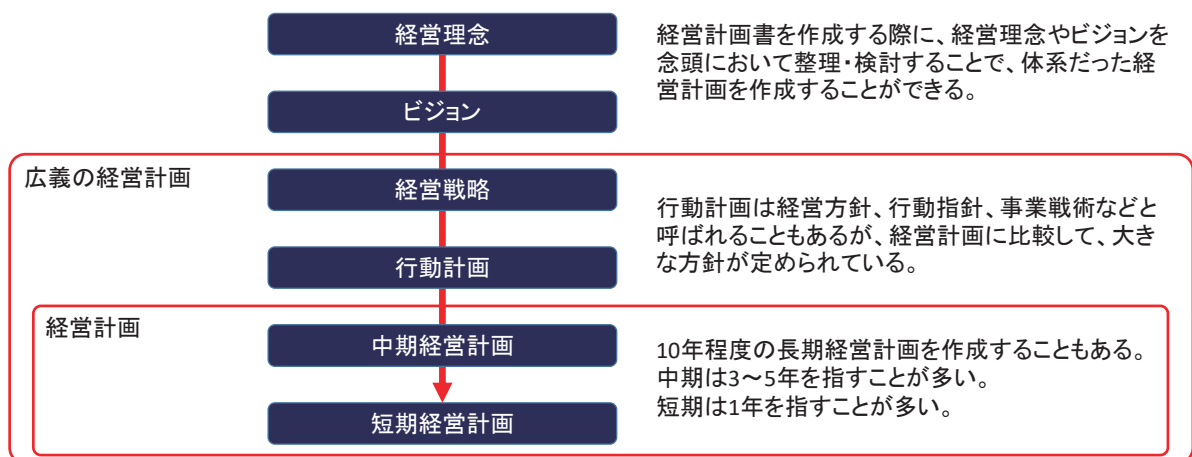 経営理念
経営計画書を作成する際に、経営理念やビジョンを
念頭において整理・検討することで、体系だった経
営計画を作成することができる。
ビジョン
広義の経営計画
経営戦略
行動計画は経営方針、行動指針、事業戦術などと
呼ばれることもあるが、経営計画に比較して、大き
な方針が定められている。
行動計画
経営計画
中期経営計画
10年程度の長期経営計画を作成することもある。
中期は3～5年を指すことが多い。
短期は1年を指すことが多い。
短期経営計画